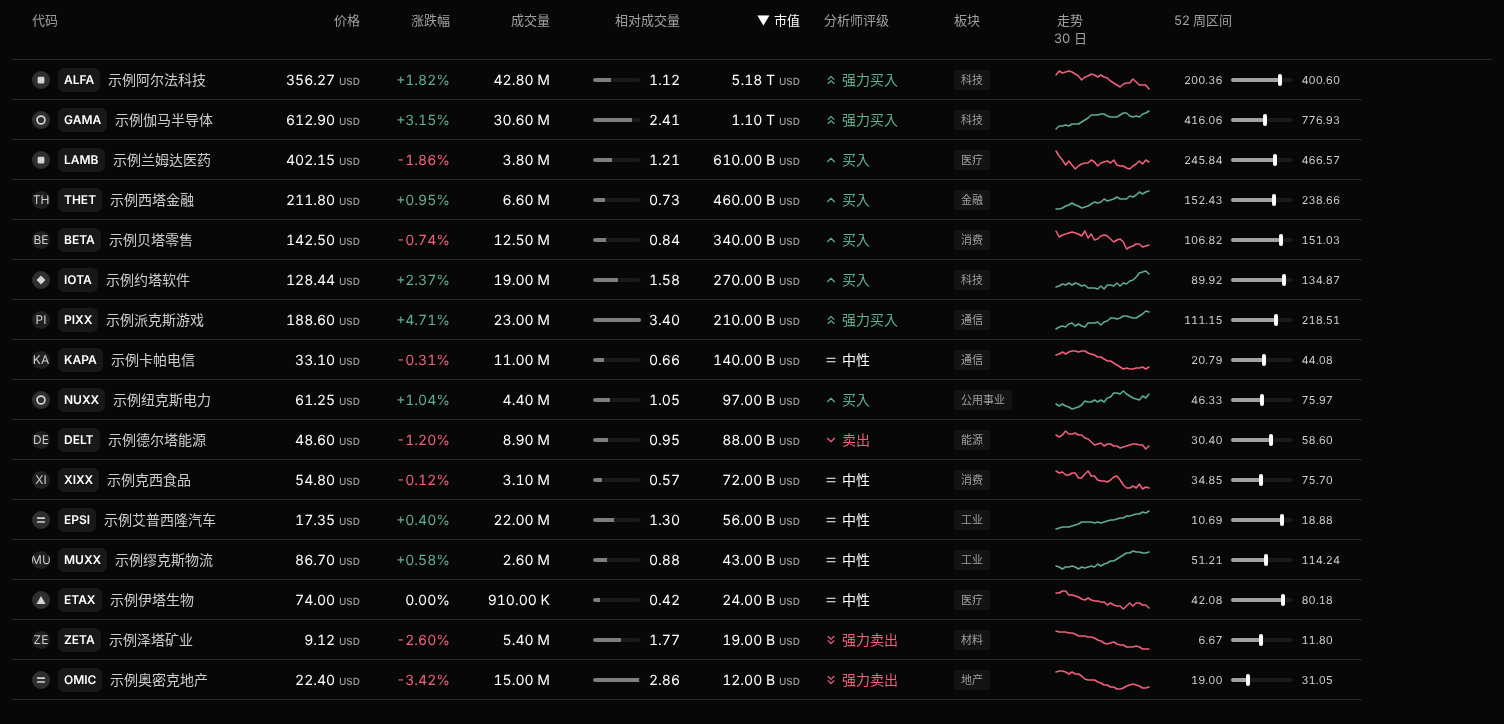 代码 价格 涨跌幅 成交量 相对成交量 ▼ 市值 分析师评级 板块 走势 52 周区间
30 日
ALFA 示例阿尔法科技 356.27 USD +1.82% 42.80 M 1.12 5.18 T USD 强力买入 科技 200.36 400.60
GAMA 示例伽马半导体 612.90 USD +3.15% 30.60 M 2.41 1.10 T USD 强力买入 科技 416.06 776.93
LAMB 示例兰姆达医药 402.15 USD -1.86% 3.80 M 1.21 610.00 B USD 买入 医疗 245.84 466.57
TH THET 示例西塔金融 211.80 USD +0.95% 6.60 M 0.73 460.00 B USD 买入 金融 152.43 238.66
BE BETA 示例贝塔零售 142.50 USD -0.74% 12.50 M 0.84 340.00 B USD 买入 消费 106.82 151.03
IOTA 示例约塔软件 128.44 USD +2.37% 19.00 M 1.58 270.00 B USD 买入 科技 89.92 134.87
PI PIXX 示例派克斯游戏 188.60 USD +4.71% 23.00 M 3.40 210.00 B USD 强力买入 通信 111.15 218.51
KA KAPA 示例卡帕电信 33.10 USD -0.31% 11.00 M 0.66 140.00 B USD 中性 通信 20.79 44.08
NUXX 示例纽克斯电力 61.25 USD +1.04% 4.40 M 1.05 97.00 B USD 买入 公用事业 46.33 75.97
DE DELT 示例德尔塔能源 48.60 USD -1.20% 8.90 M 0.95 88.00 B USD 卖出 能源 30.40 58.60
XI XIXX 示例克西食品 54.80 USD -0.12% 3.10 M 0.57 72.00 B USD 中性 消费 34.85 75.70
EPSI 示例艾普西隆汽车 17.35 USD +0.40% 22.00 M 1.30 56.00 B USD 中性 工业 10.69 18.88
MU MUXX 示例缪克斯物流 86.70 USD +0.58% 2.60 M 0.88 43.00 B USD 中性 工业 51.21 114.24
ETAX 示例伊塔生物 74.00 USD 0.00% 910.00 K 0.42 24.00 B USD 中性 医疗 42.08 80.18
ZE ZETA 示例泽塔矿业 9.12 USD -2.60% 5.40 M 1.77 19.00 B USD 强力卖出 材料 6.67 11.80
OMIC 示例奥密克地产 22.40 USD -3.42% 15.00 M 2.86 12.00 B USD 强力卖出 地产 19.00 31.05